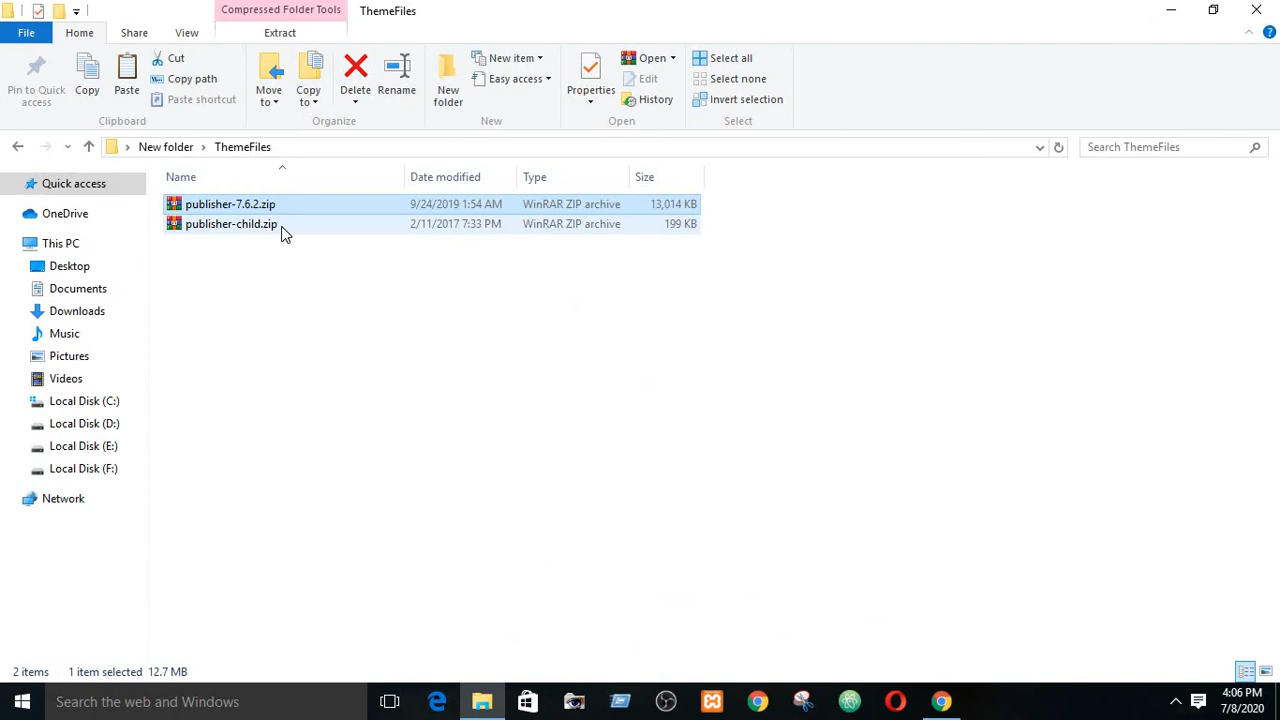 Compressed Folder Tools ThemeFiles
File Home Share View Extract
Pin to Quick access
Copy
Paste
Cut
Copy path
Paste shortcut
Clipboard
Move to
Copy to
Delete
Rename
Organize
New folder
New item
Easy access
New
Properties
Open
Edit
History
Open
Select all
Select none
Invert selection
Select
New folder ThemeFiles
Search ThemeFiles
Name Date modified Type Size
publisher-7.6.2.zip 9/24/2019 1:54 AM WinRAR ZIP archive 13,014 KB
publisher-child.zip 2/11/2017 7:33 PM WinRAR ZIP archive 199 KB
Quick access
OneDrive
This PC
Desktop
Documents
Downloads
Music
Pictures
Videos
Local Disk (C:)
Local Disk (D:)
Local Disk (E:)
Local Disk (F:)
Network
2 items 1 item selected 12.7 MB
Search the web and Windows
4:06 PM
7/8/2020